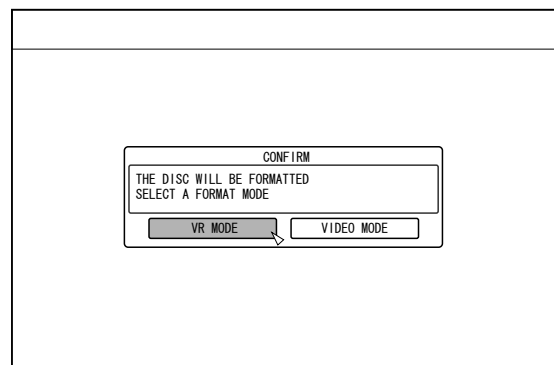 CONFIRM
THE DISC WILL BE FORMATTED
SELECT A FORMAT MODE
VR MODE
VIDEO MODE